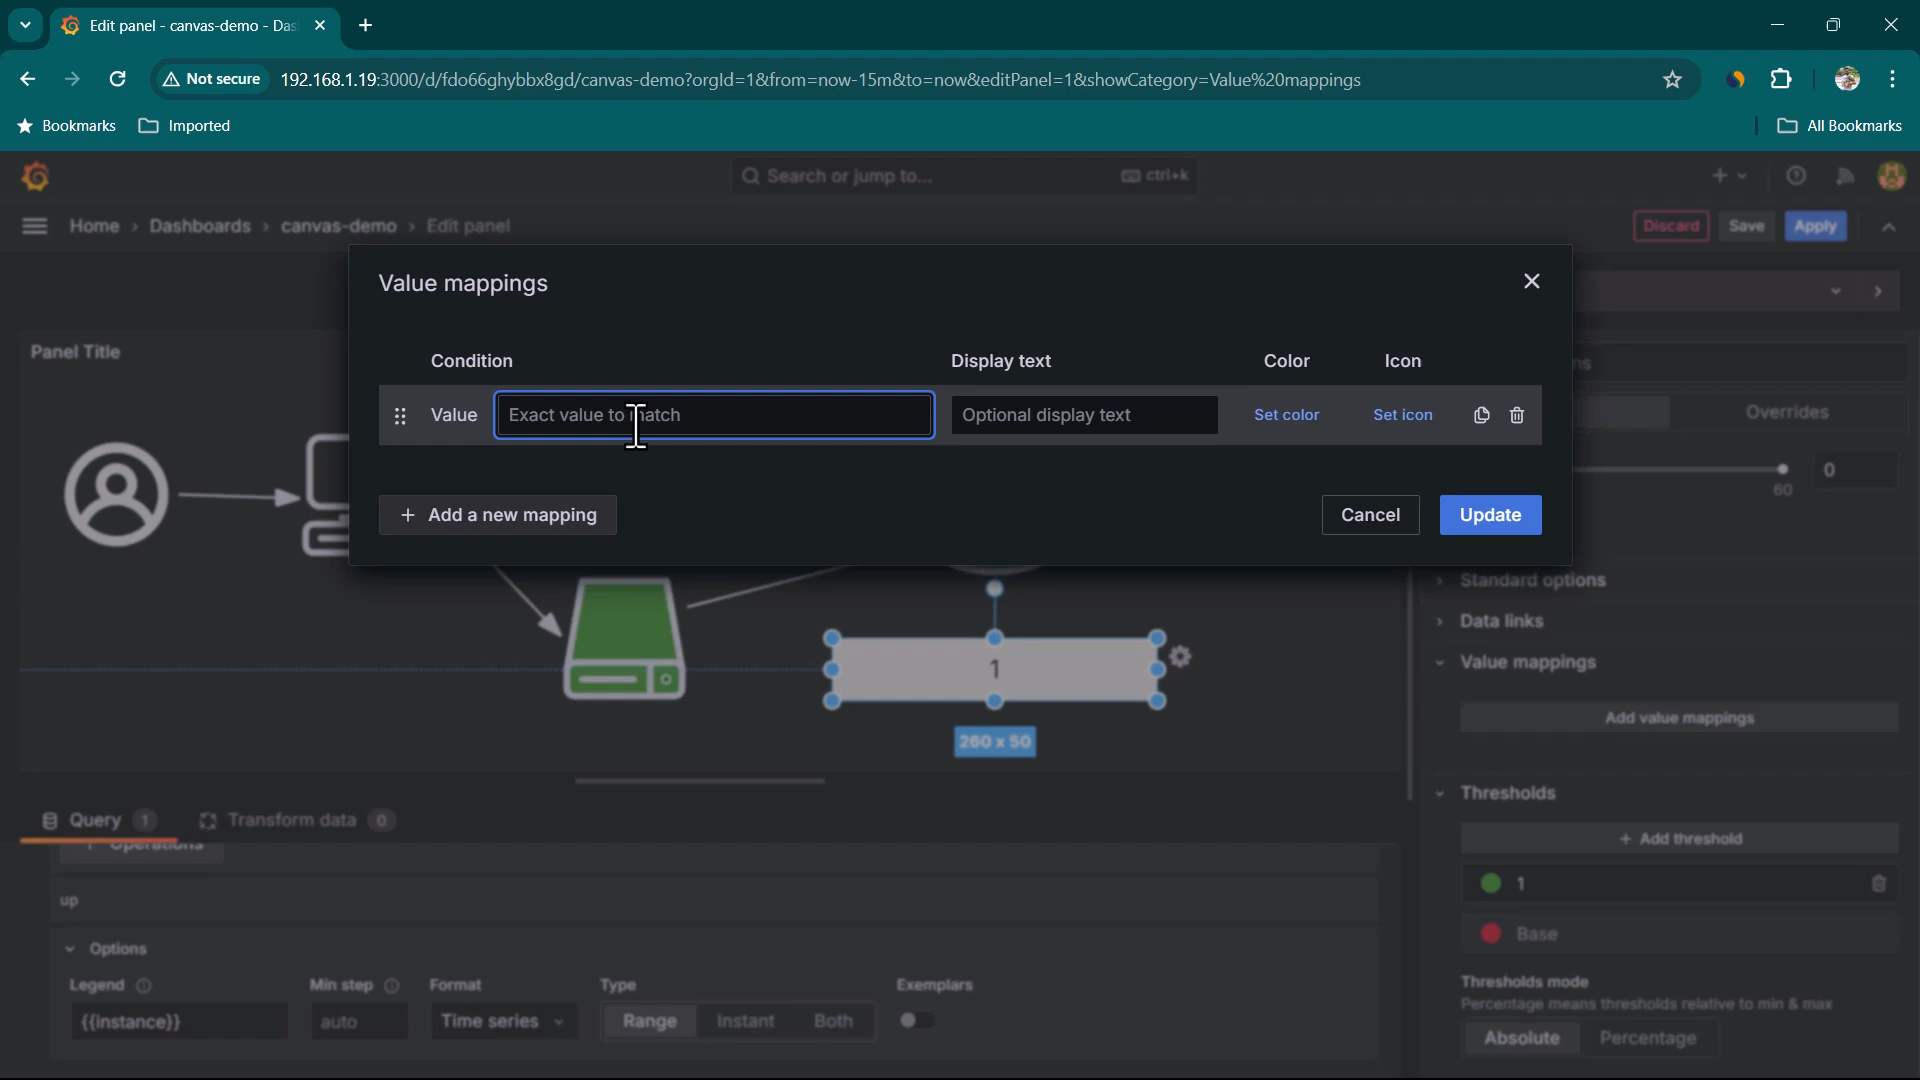 Edit panel - canvas-demo - Das
Not secure 192.168.1.19:3000/d/fdo66ghybbx8gd/canvas-demo?orgId=1&from=now-15m&to=now&editPanel=1&showCategory=Value%20mappings
Bookmarks Imported All Bookmarks
Search or jump to... ctrl+k
Home › Dashboards › canvas-demo › Edit panel Discard Save Apply
Value mappings
Panel Title
Condition Display text Color Icon
Value Exact value to match Optional display text Set color Set icon
Overrides
0
60
+ Add a new mapping Cancel Update
Standard options
Data links
Value mappings
1
Add value mappings
260 x 50
Thresholds
Query 1 Transform data 0
+ Add threshold
+ Operations
1
up
Base
Options
Legend Min step Format Type Exemplars
Thresholds mode
Percentage means thresholds relative to min & max
{{instance}} auto Time series Range Instant Both
Absolute Percentage